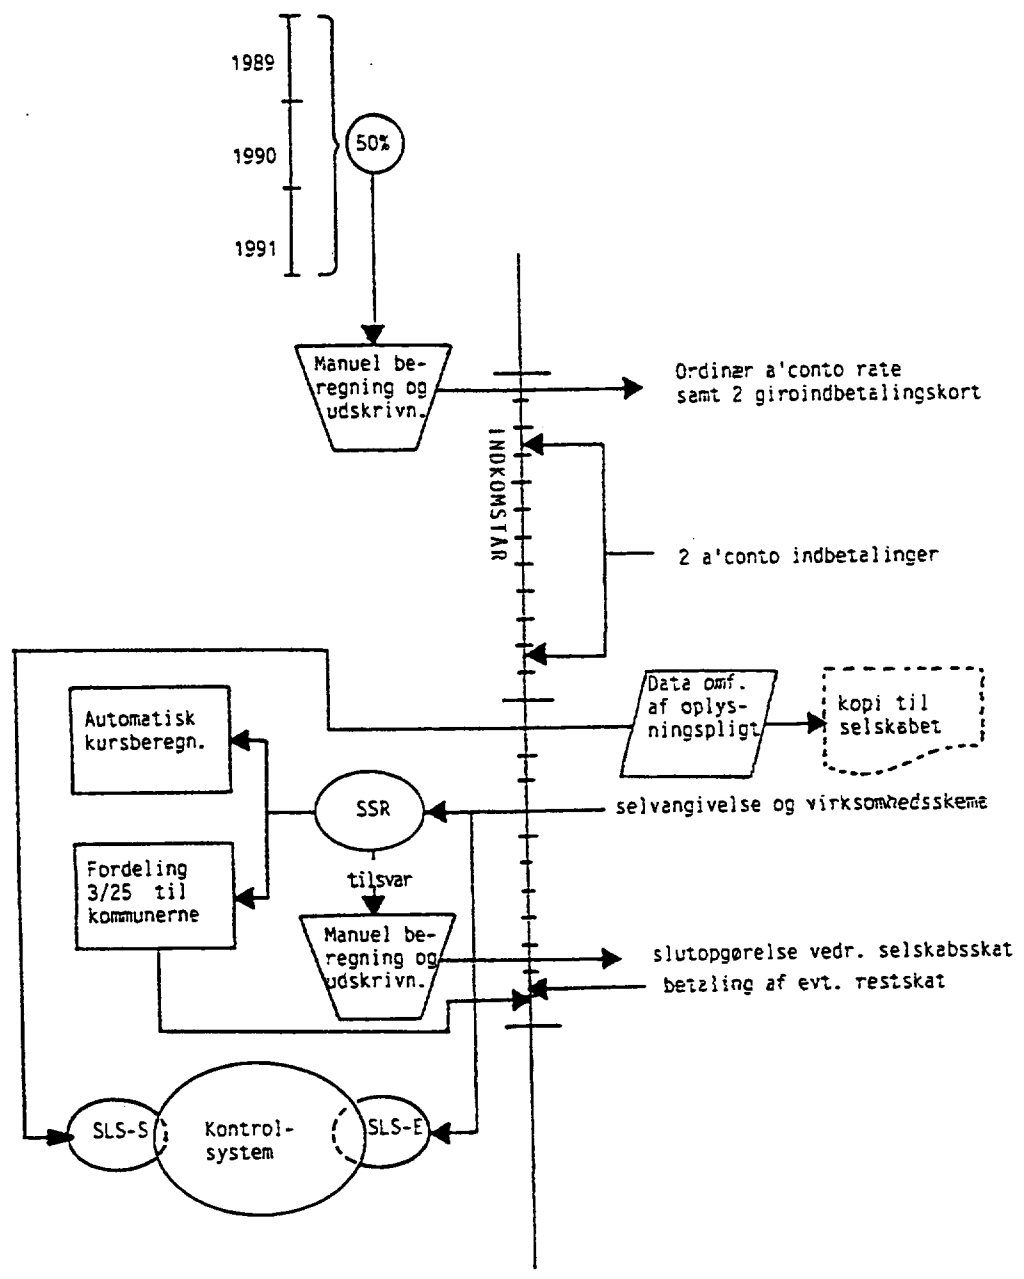 1989
1990
1991
50%
Manuel be-
regning og
udskrivn.
Ordinær a'conto rate
samt 2 giroindbetalingskort
INDKOMSTÅR
2 a'conto indbetalinger
Data omf.
af oplys-
ningspligt
kopi til
selskabet
Automatisk
kursberegn.
SSR
selvangivelse og virksomhedsskema
Fordeling
3/25 til
kommunerne
tilsvar
Manuel be-
regning og
udskrivn.
slutopgørelse vedr. selskabsskat
betaling af evt. restskat
SLS-S
Kontrol-
system
SLS-E